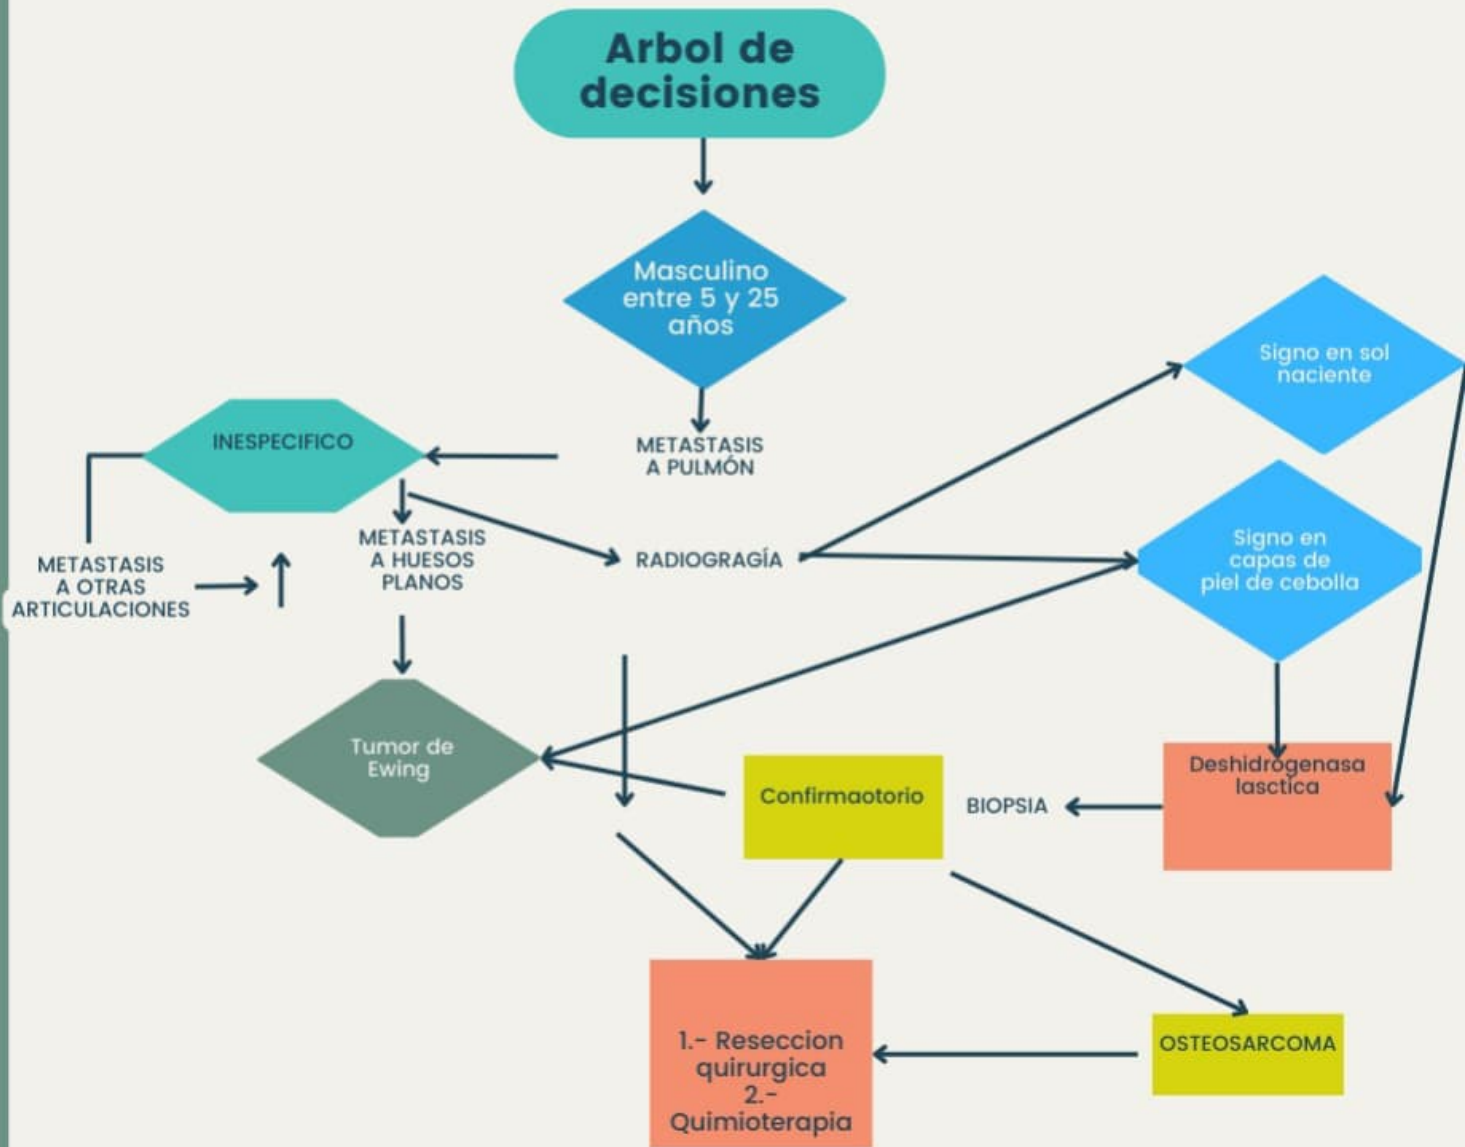 Arbol de
decisiones
Masculino
entre 5 y 25
años
Signo en sol
naciente
INESPECIFICO
METASTASIS
A PULMÓN
METASTASIS
A OTRAS
ARTICULACIONES
METASTASIS
A HUESOS
PLANOS
RADIOGRAGÍA
Signo en
capas de
piel de cebolla
Tumor de
Ewing
Confirmaotorio
BIOPSIA
Deshidrogenasa
lasctica
1.- Reseccion
quirurgica
2.-
Quimioterapia
OSTEOSARCOMA